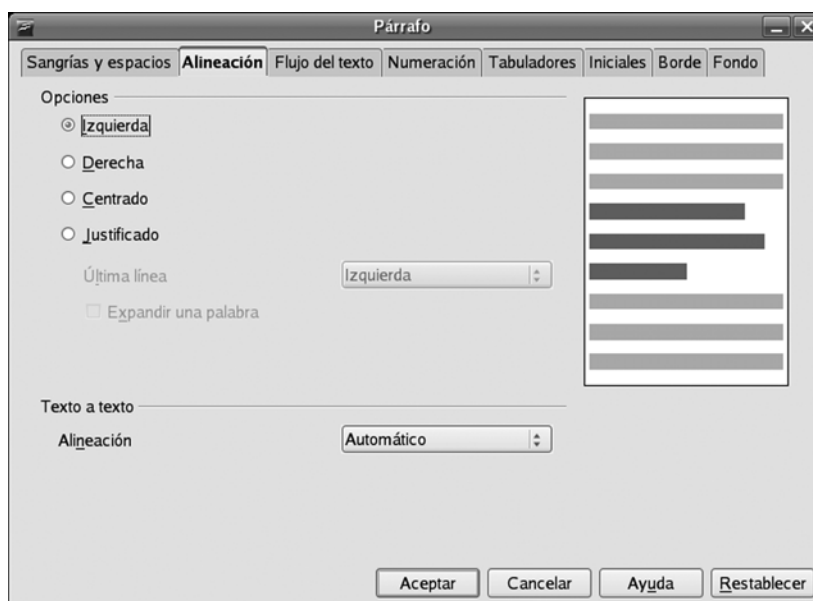 Párrafo
Sangrías y espacios Alineación Flujo del texto Numeración Tabuladores Iniciales Borde Fondo
Opciones
Izquierda
Derecha
Centrado
Justificado
Última línea Izquierda
Expandir una palabra
Texto a texto
Alineación Automático
Aceptar Cancelar Ayuda Restablecer